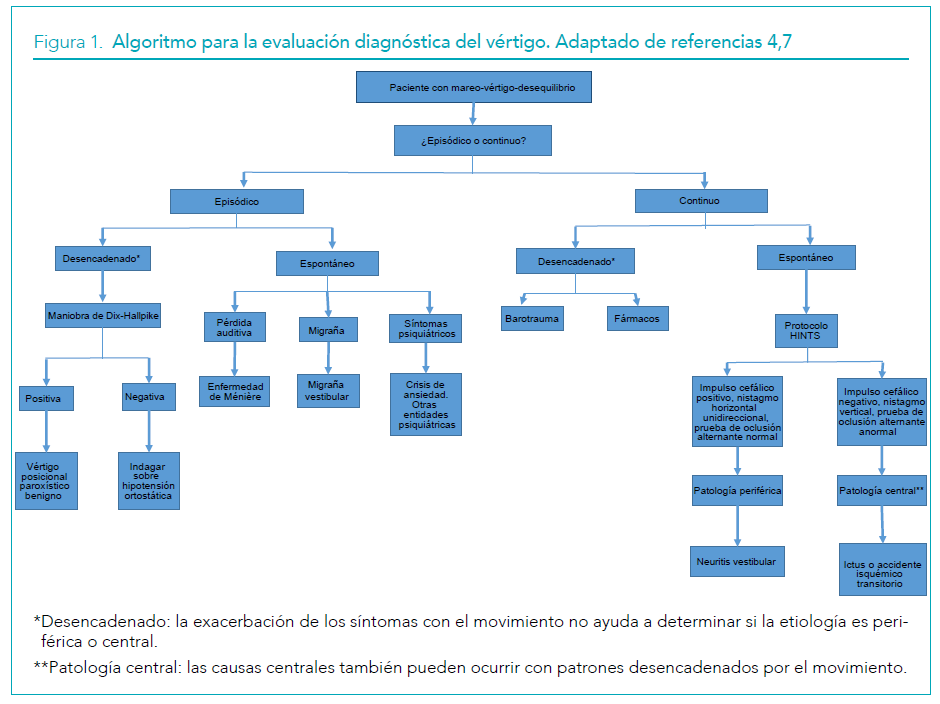 Figura 1. Algoritmo para la evaluación diagnóstica del vértigo. Adaptado de referencias 4,7
Paciente con mareo-vértigo-desequilibrio
¿Episódico o continuo?
Episódico
Continuo
Desencadenado*
Espontáneo
Desencadenado*
Espontáneo
Maniobra de Dix-Hallpike
Pérdida
auditiva
Migraña
Síntomas
psiquiátricos
Barotrauma
Fármacos
Protocolo
HINTS
Positiva
Negativa
Enfermedad
de Ménière
Migraña
vestibular
Crisis de
ansiedad.
Otras
entidades
psiquiátricas
Impulso cefálico
positivo, nistagmo
horizontal
unidireccional,
prueba de oclusión
alternante normal
Impulso cefálico
negativo, nistagmo
vertical, prueba de
oclusión alternante
anormal
Vértigo
posicional
paroxístico
benigno
Indagar
sobre
hipotensión
ortostática
Patología periférica
Patología central**
Neuritis vestibular
Ictus o accidente
isquémico
transitorio
*Desencadenado: la exacerbación de los síntomas con el movimiento no ayuda a determinar si la etiología es peri-
férica o central.
**Patología central: las causas centrales también pueden ocurrir con patrones desencadenados por el movimiento.